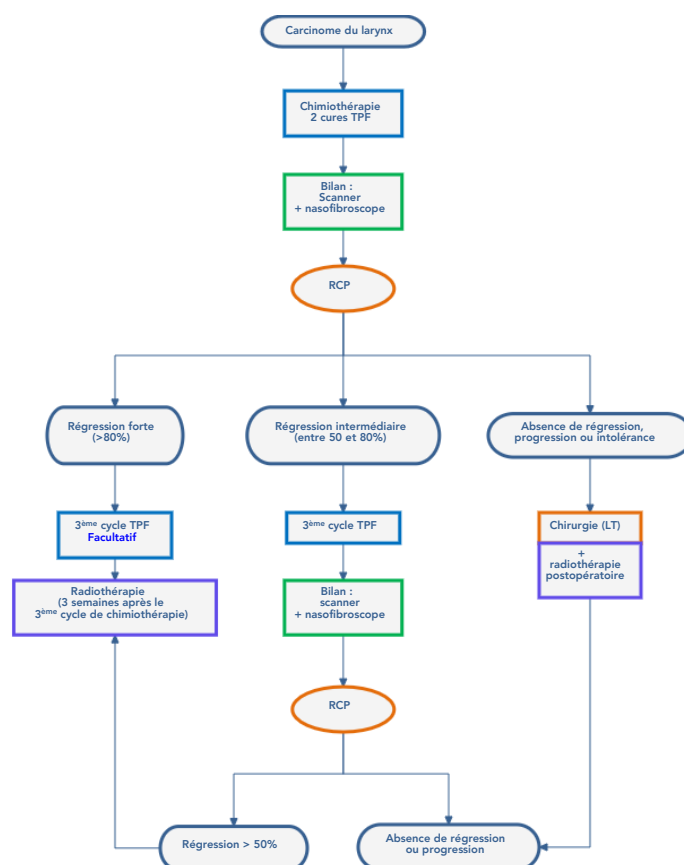 Carcinome du larynx
Chimiothérapie
2 cures TPF
Bilan :
Scanner
+ nasofibroscope
RCP
Régression forte
(>80%)
Régression intermédiaire
(entre 50 et 80%)
Absence de régression,
progression ou intolérance
3ème cycle TPF
Facultatif
3ème cycle TPF
Chirurgie (LT)
+
radiothérapie
postopératoire
Radiothérapie
(3 semaines après le
3ème cycle de chimiothérapie)
Bilan :
scanner
+ nasofibroscope
RCP
Régression > 50%
Absence de régression
ou progression